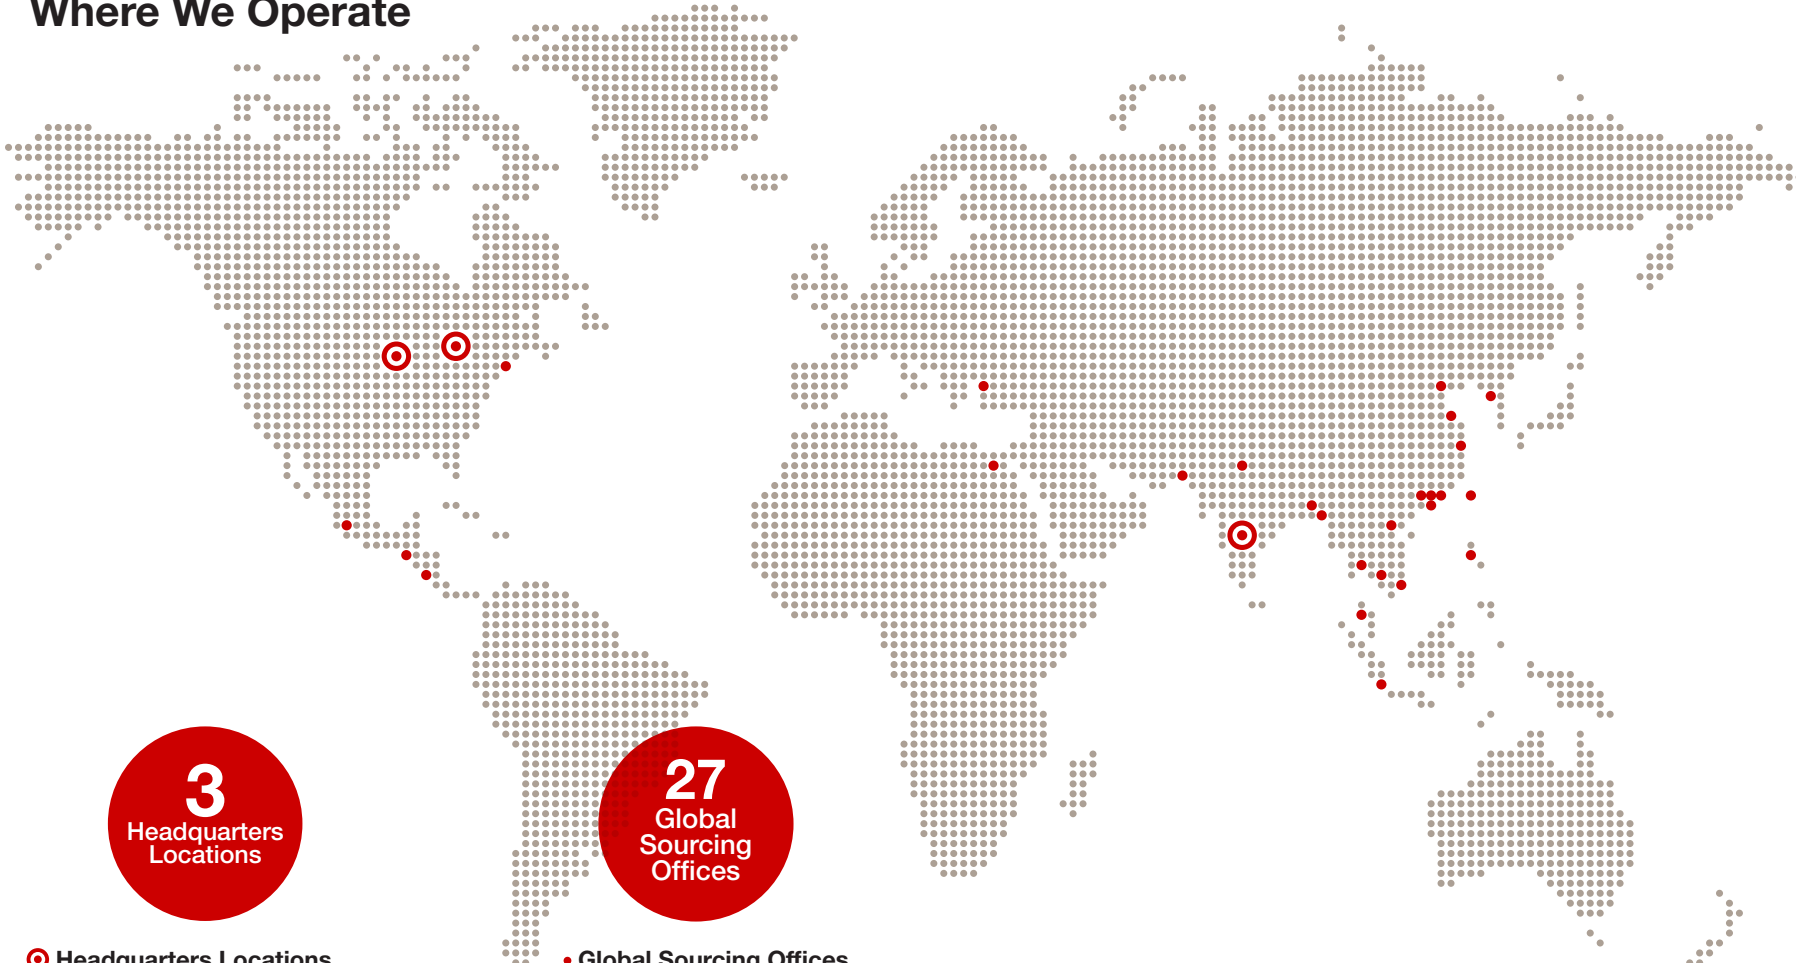 Where We Operate
3
Headquarters
Locations
27
Global
Sourcing
Offices
Headquarters Locations
Global Sourcing Offices